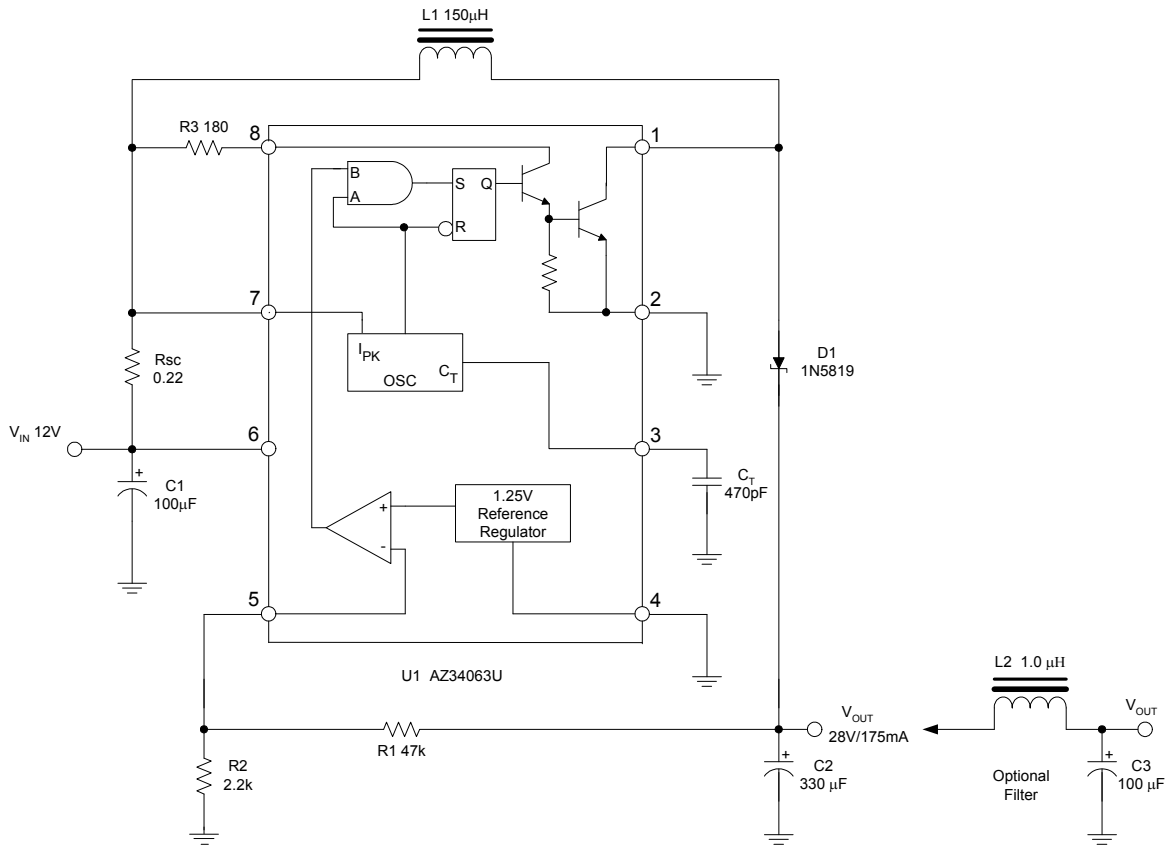 L1 150μH
R3 180
8
1
B
A
S
Q
R
7
2
Rsc
0.22
I_PK
C_T
OSC
D1
1N5819
V_IN 12V
6
3
+
C1
100μF
C_T
470pF
1.25V
Reference
Regulator
+
-
5
4
U1 AZ34063U
L2 1.0 μH
R1 47k
V_OUT
28V/175mA
V_OUT
R2
2.2k
+
C2
330 μF
Optional
Filter
+
C3
100 μF